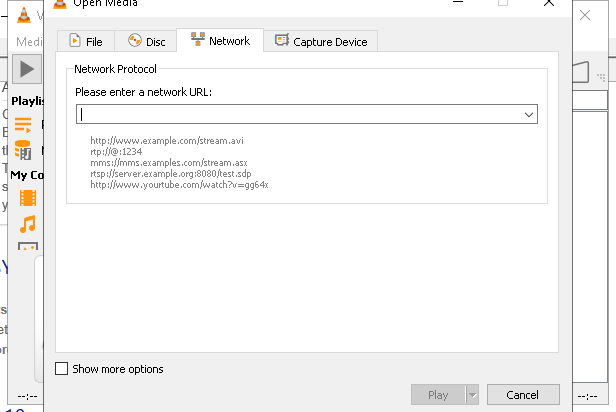 Open Media
Medi
File
Disc
Network
Capture Device
Network Protocol
Please enter a network URL:
Playlis
My Co
http://www.example.com/stream.avi
rtp://@:1234
mms://mms.examples.com/stream.asx
rtsp://server.example.org:8080/test.sdp
http://www.yourtube.com/watch?v=gg64x
Show more options
Play
Cancel
--:--
--:--